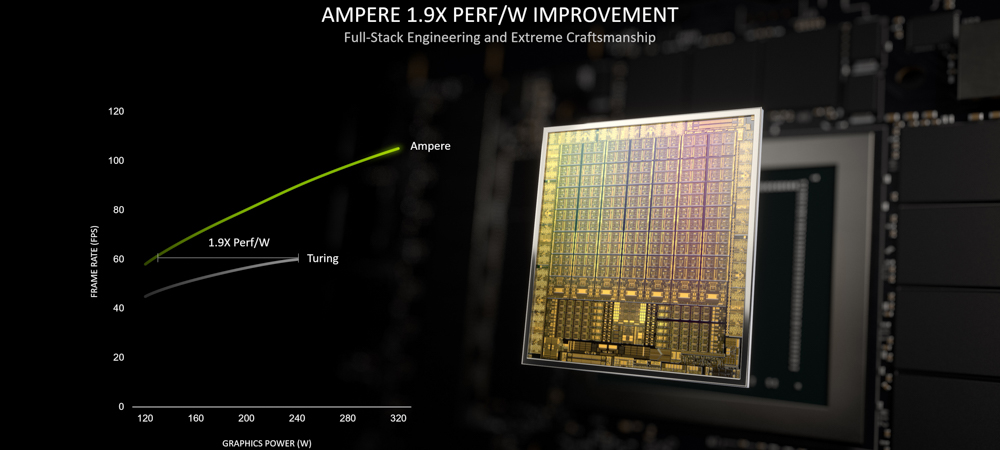 AMPERE 1.9X PERF/W IMPROVEMENT
Full-Stack Engineering and Extreme Craftsmanship
120
100
80
60
40
20
0
FRAME RATE (FPS)
Ampere
1.9X Perf/W
Turing
120 160 200 240 280 320
GRAPHICS POWER (W)